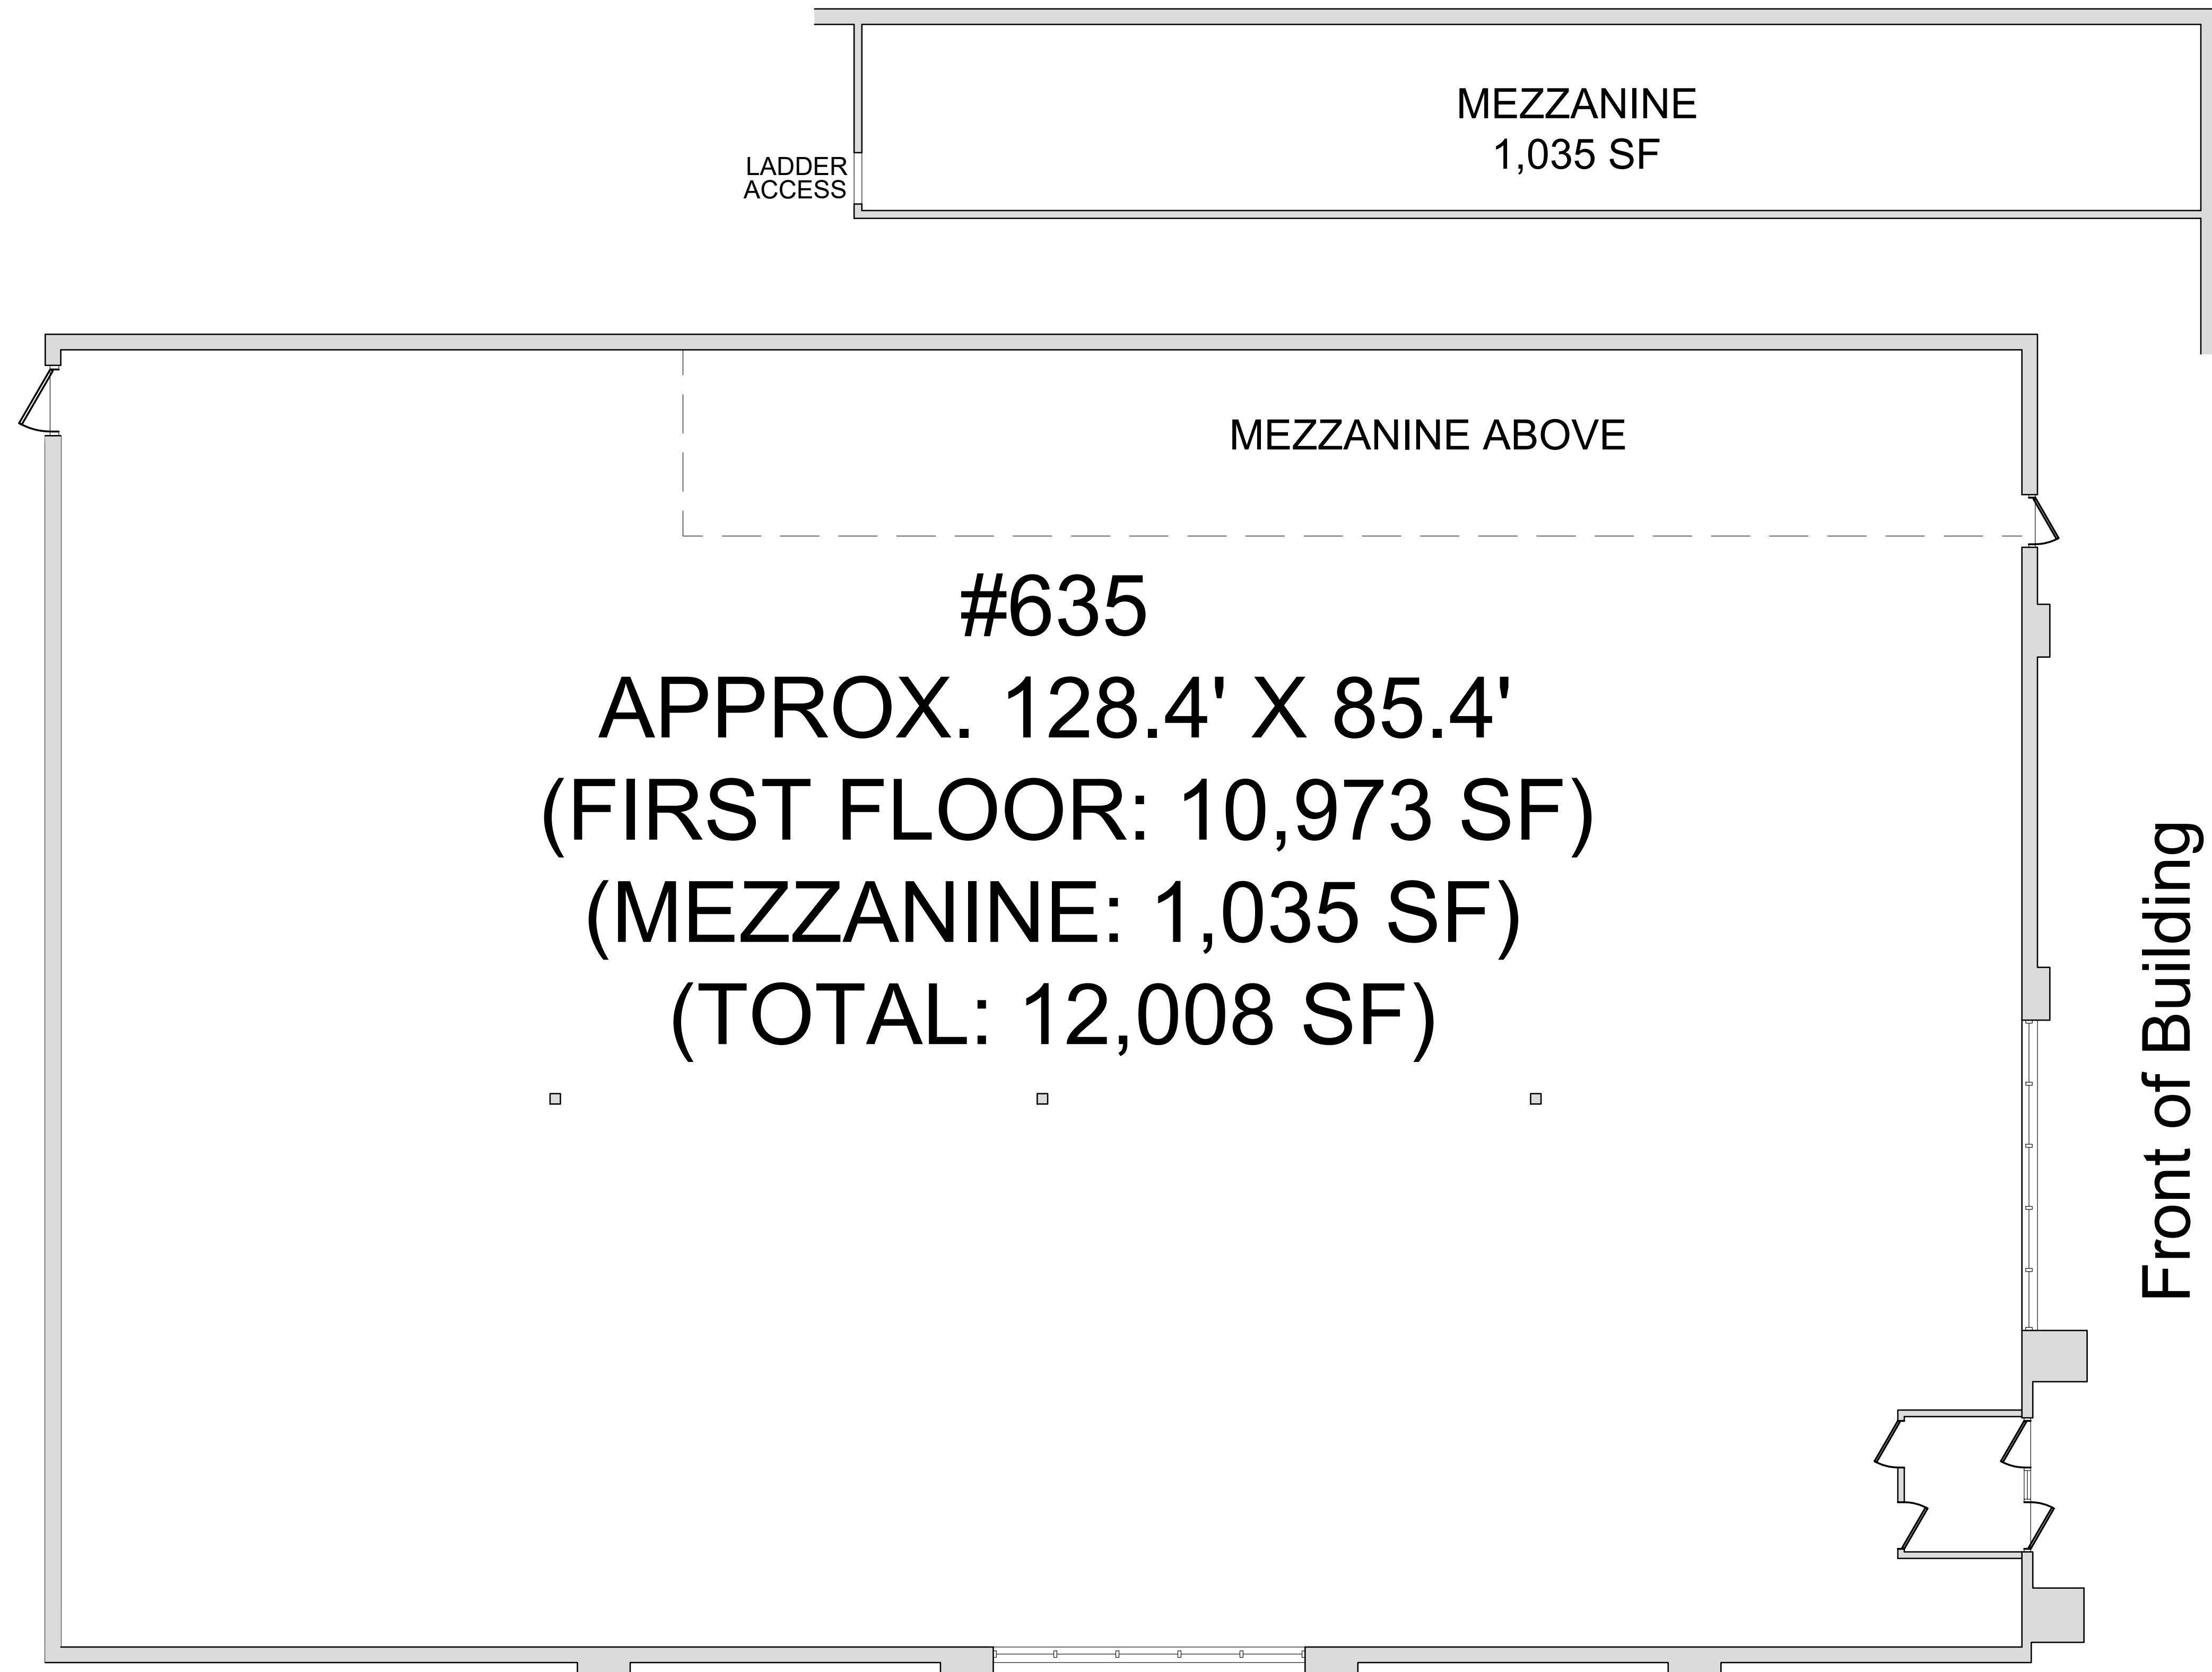 MEZZANINE
1,035 SF
LADDER
ACCESS
MEZZANINE ABOVE
#635
APPROX. 128.4' X 85.4'
(FIRST FLOOR: 10,973 SF)
(MEZZANINE: 1,035 SF)
(TOTAL: 12,008 SF)
Front of Building